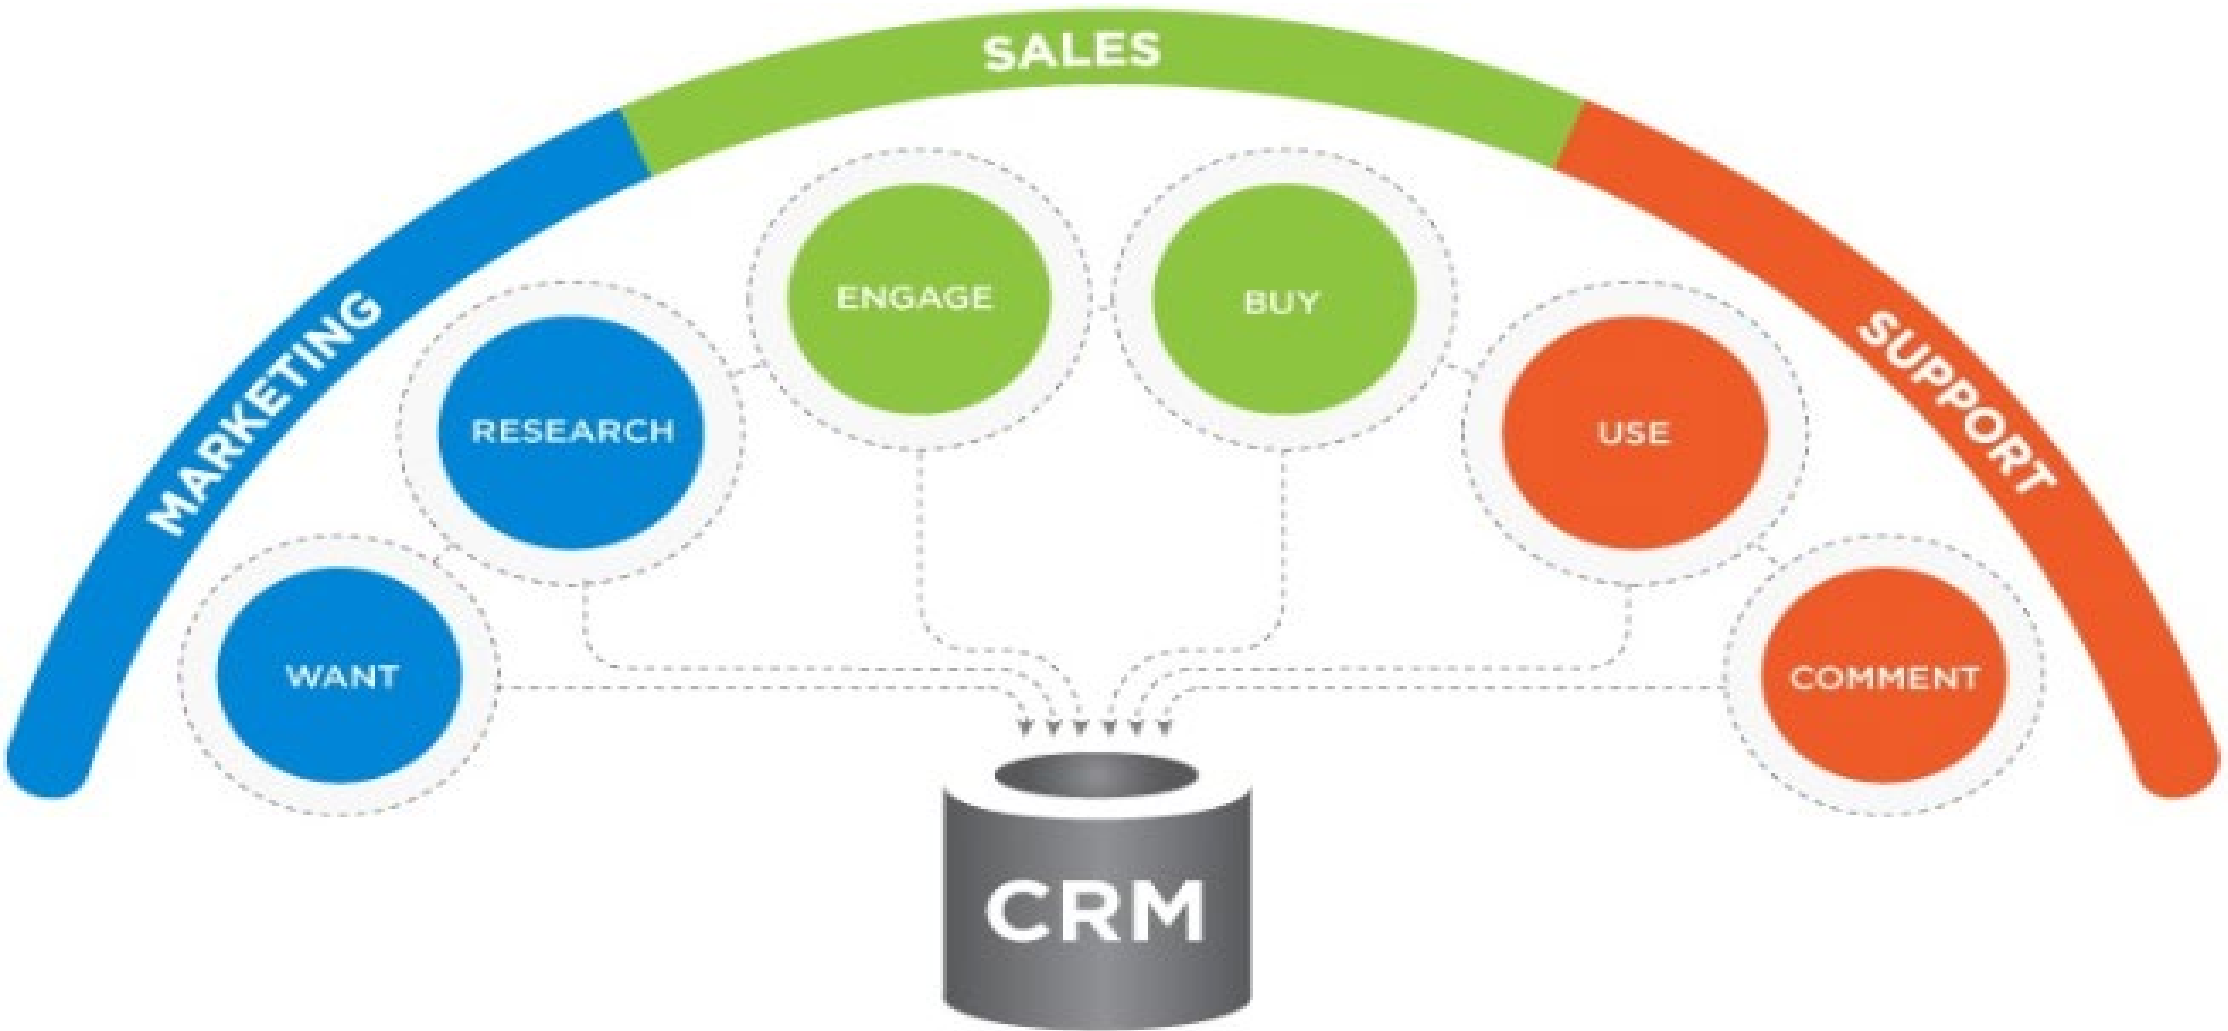 SALES
MARKETING
SUPPORT
ENGAGE
BUY
RESEARCH
USE
WANT
COMMENT
CRM